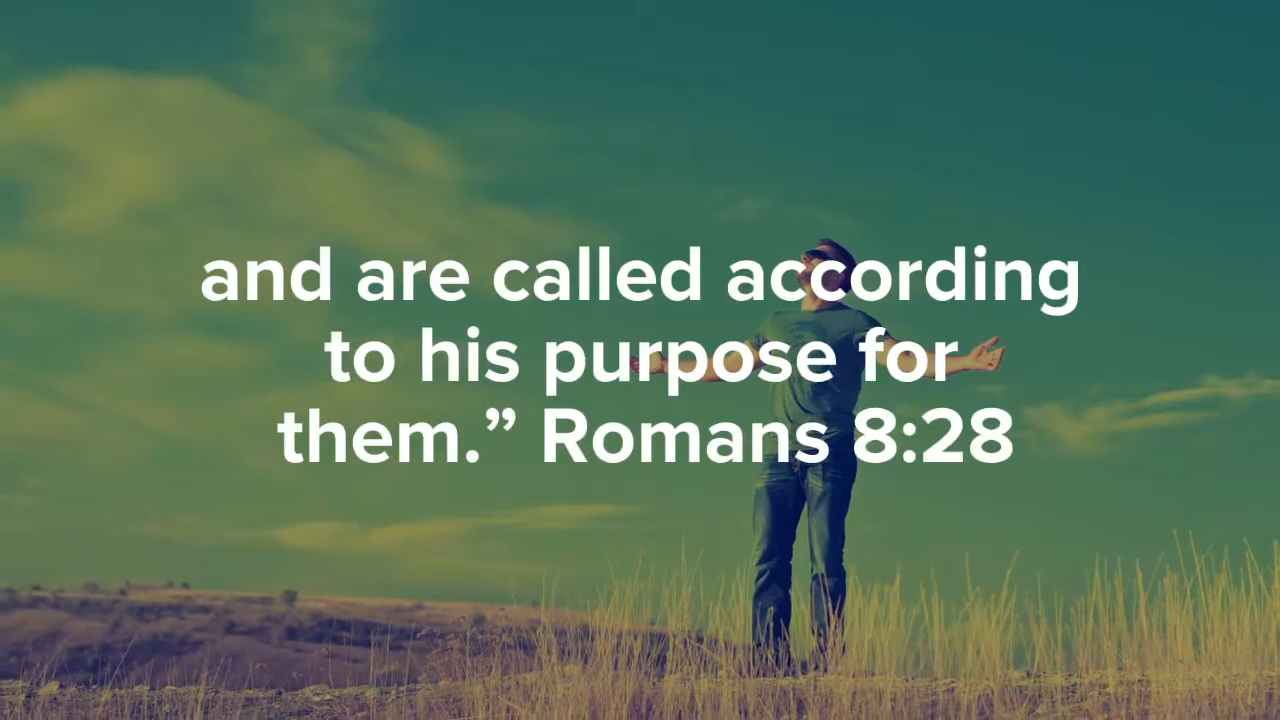 and are called according
to his purpose for
them.” Romans 8:28